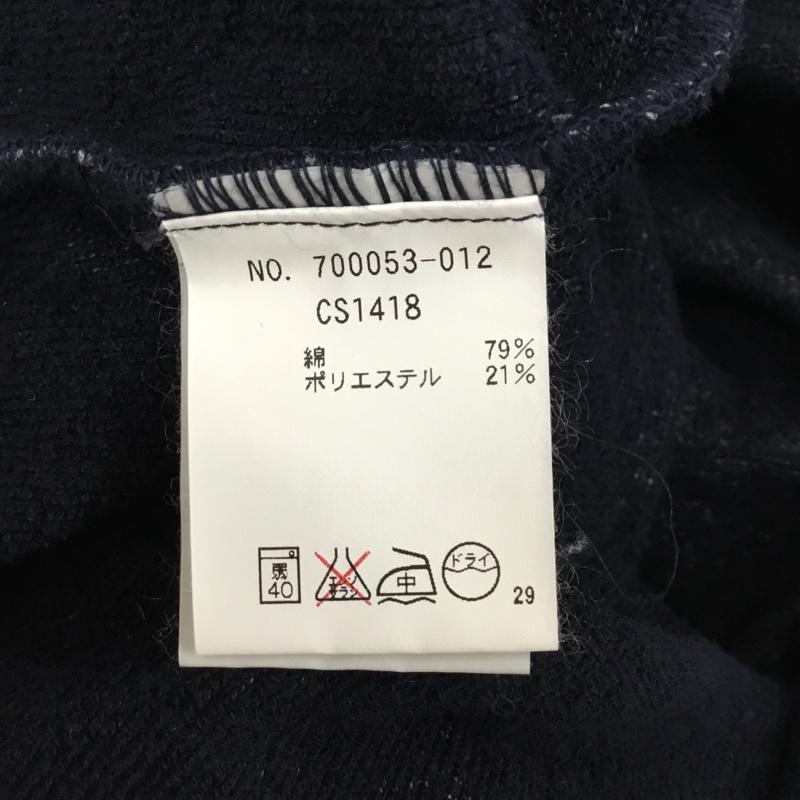 NO. 700053-012
CS1418
綿 79%
ポリエステル 21%
弱 40
エンソ サラシ
中
ドライ
29